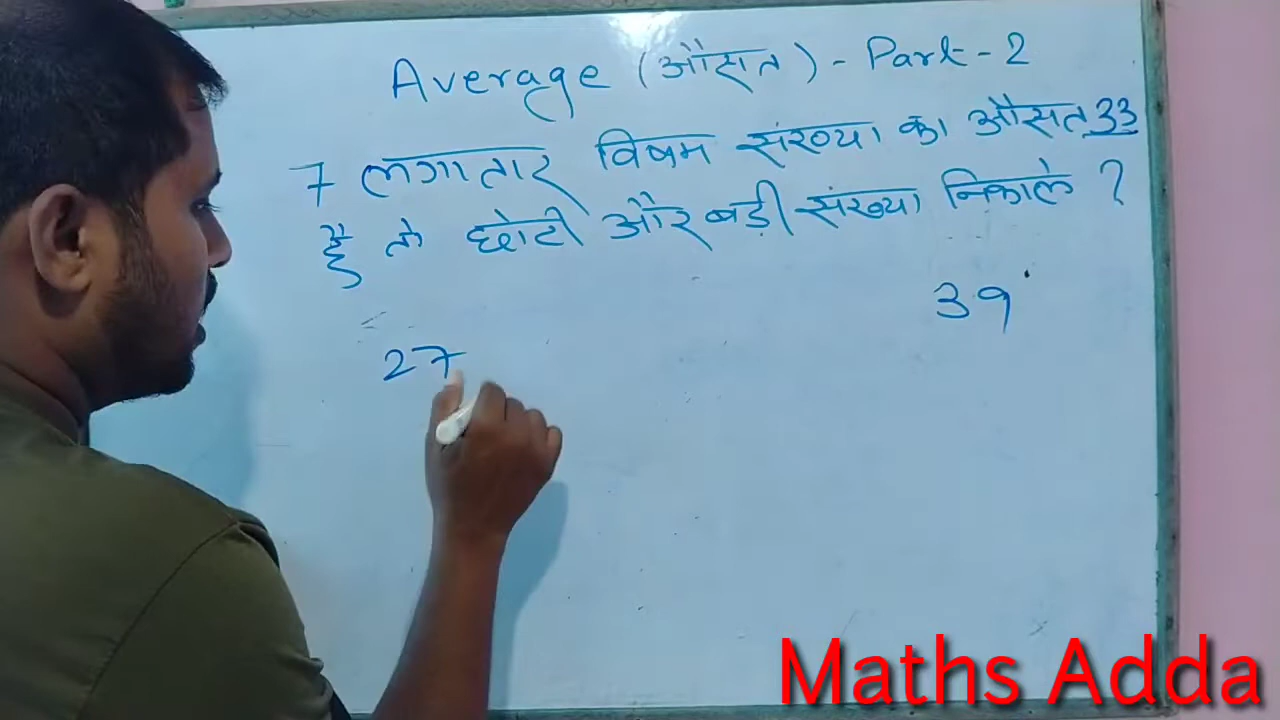 Average (औसत) - Part - 2
7 लगातार विषम संख्या का औसत 33
है तो छोटी और बड़ी संख्या निकाले ?
39
27
Maths Adda